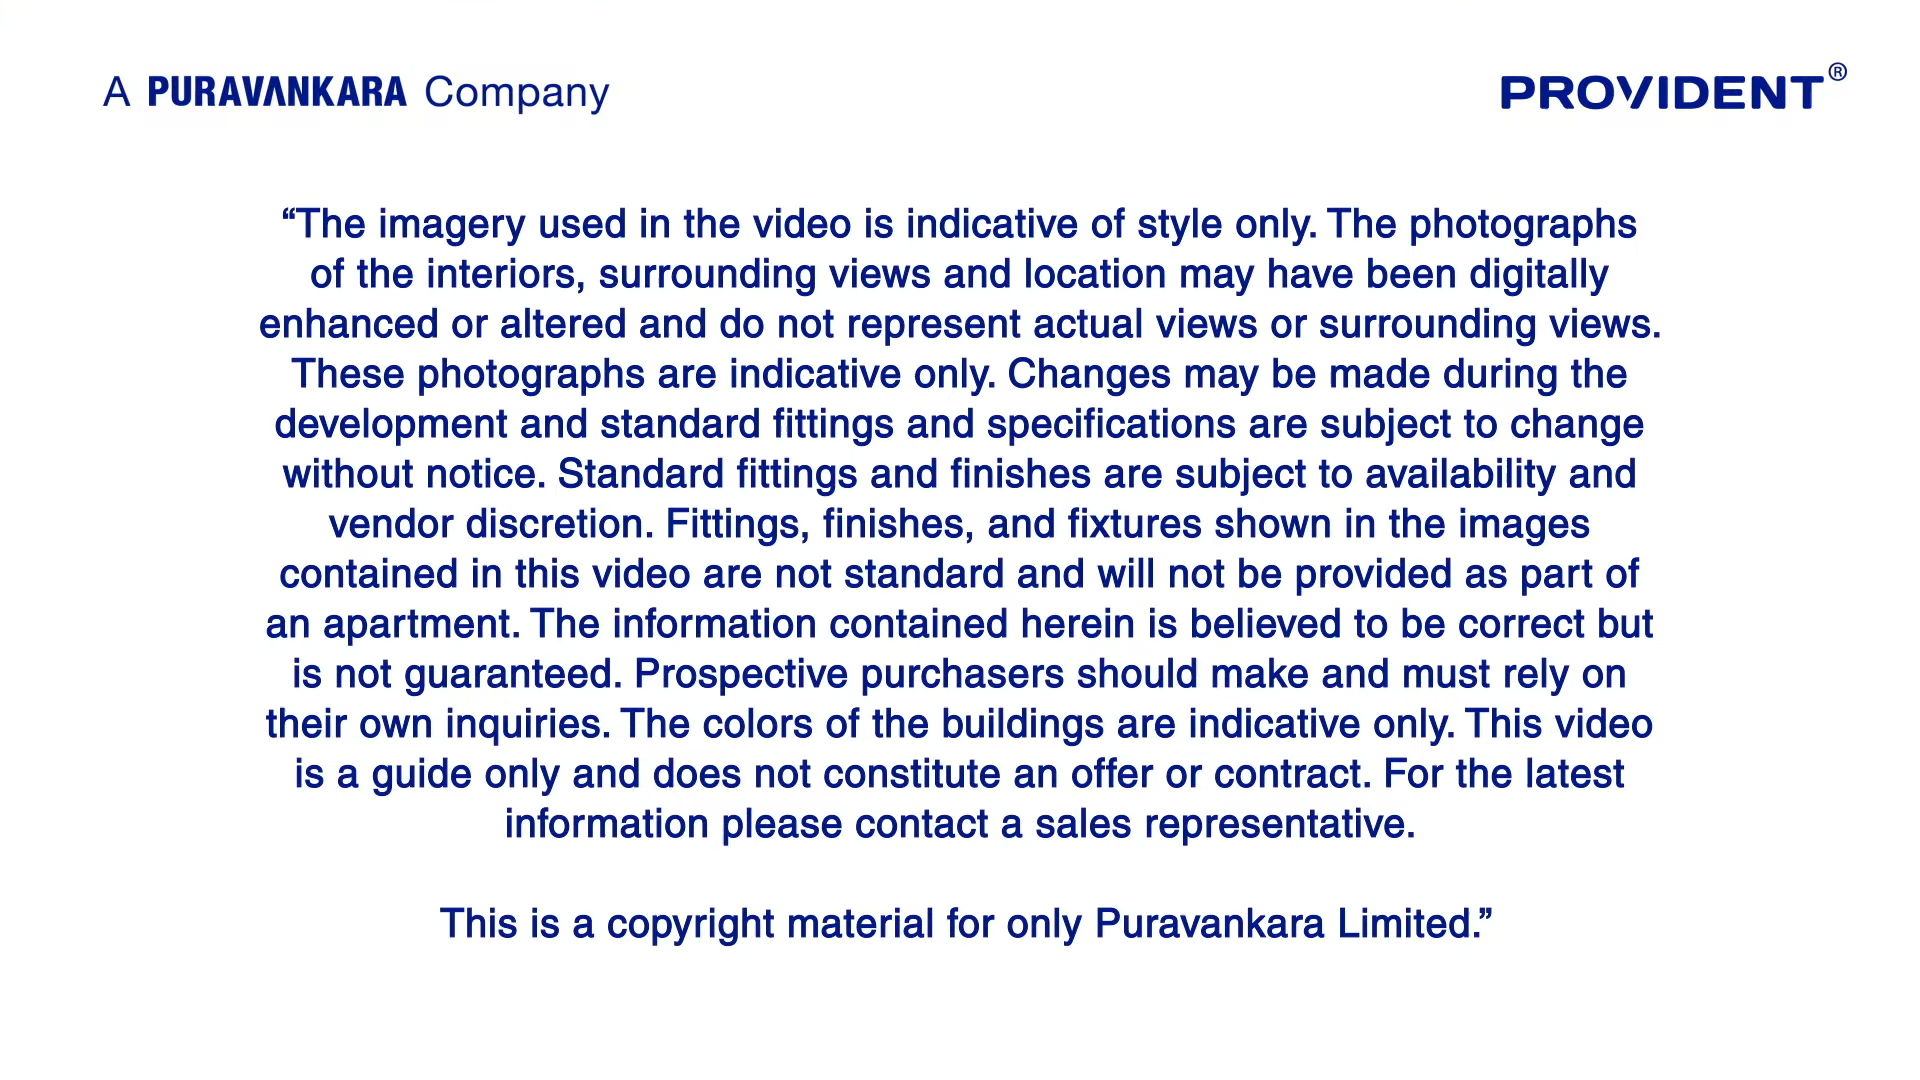 A PURAVANKARA Company
PROVIDENT®
“The imagery used in the video is indicative of style only. The photographs
of the interiors, surrounding views and location may have been digitally
enhanced or altered and do not represent actual views or surrounding views.
These photographs are indicative only. Changes may be made during the
development and standard fittings and specifications are subject to change
without notice. Standard fittings and finishes are subject to availability and
vendor discretion. Fittings, finishes, and fixtures shown in the images
contained in this video are not standard and will not be provided as part of
an apartment. The information contained herein is believed to be correct but
is not guaranteed. Prospective purchasers should make and must rely on
their own inquiries. The colors of the buildings are indicative only. This video
is a guide only and does not constitute an offer or contract. For the latest
information please contact a sales representative.
This is a copyright material for only Puravankara Limited.”